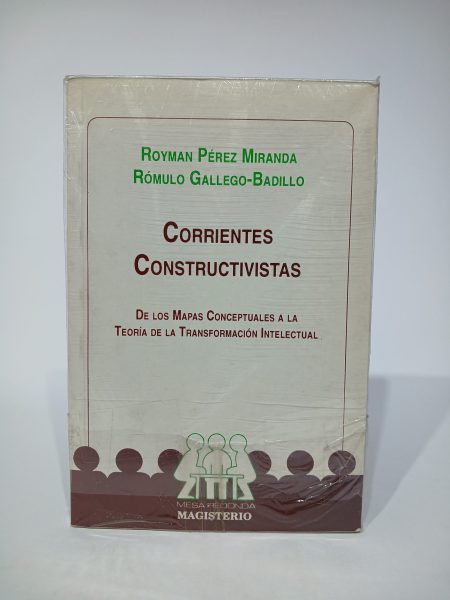 ROYMAN PÉREZ MIRANDA
RÓMULO GALLEGO-BADILLO
CORRIENTES
CONSTRUCTIVISTAS
DE LOS MAPAS CONCEPTUALES A LA
TEORÍA DE LA TRANSFORMACIÓN INTELECTUAL
MESA REDONDA
MAGISTERIO